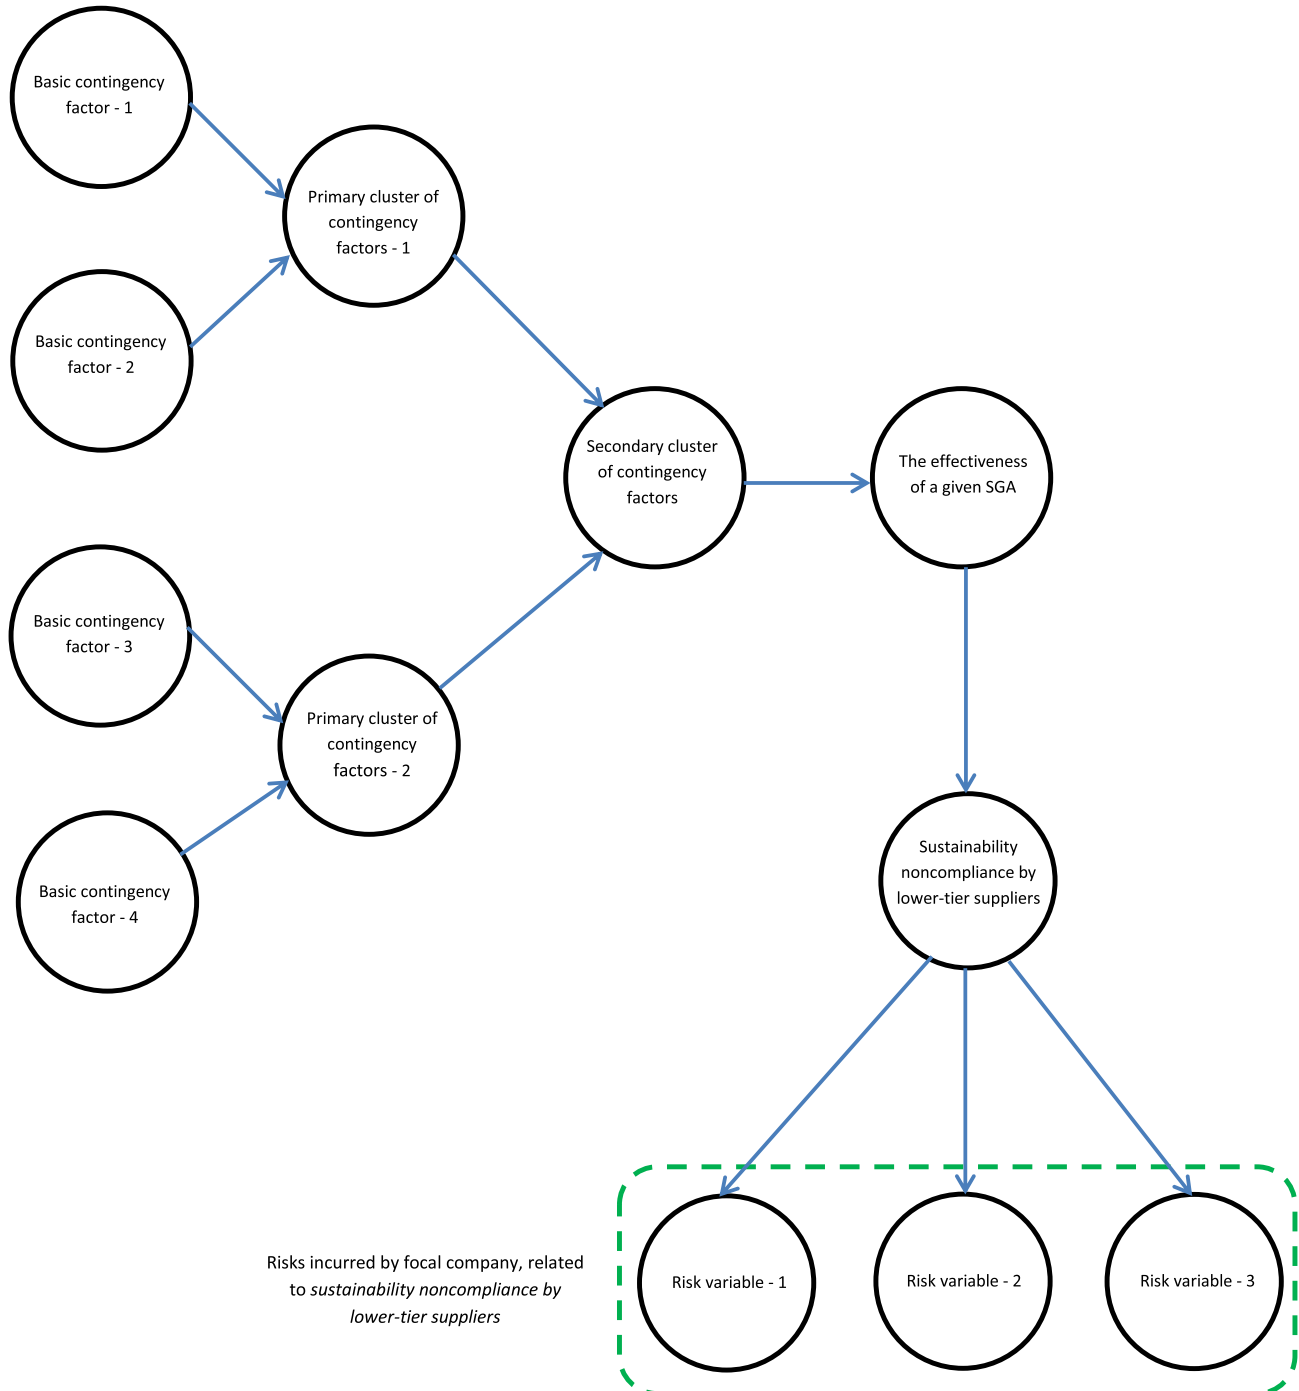 Basic contingency
factor - 1
Primary cluster of
contingency
factors - 1
Basic contingency
factor - 2
Secondary cluster
of contingency
factors
The effectiveness
of a given SGA
Basic contingency
factor - 3
Primary cluster of
contingency
factors - 2
Basic contingency
factor - 4
Sustainability
noncompliance by
lower-tier suppliers
Risks incurred by focal company, related
to sustainability noncompliance by
lower-tier suppliers
Risk variable - 1
Risk variable - 2
Risk variable - 3